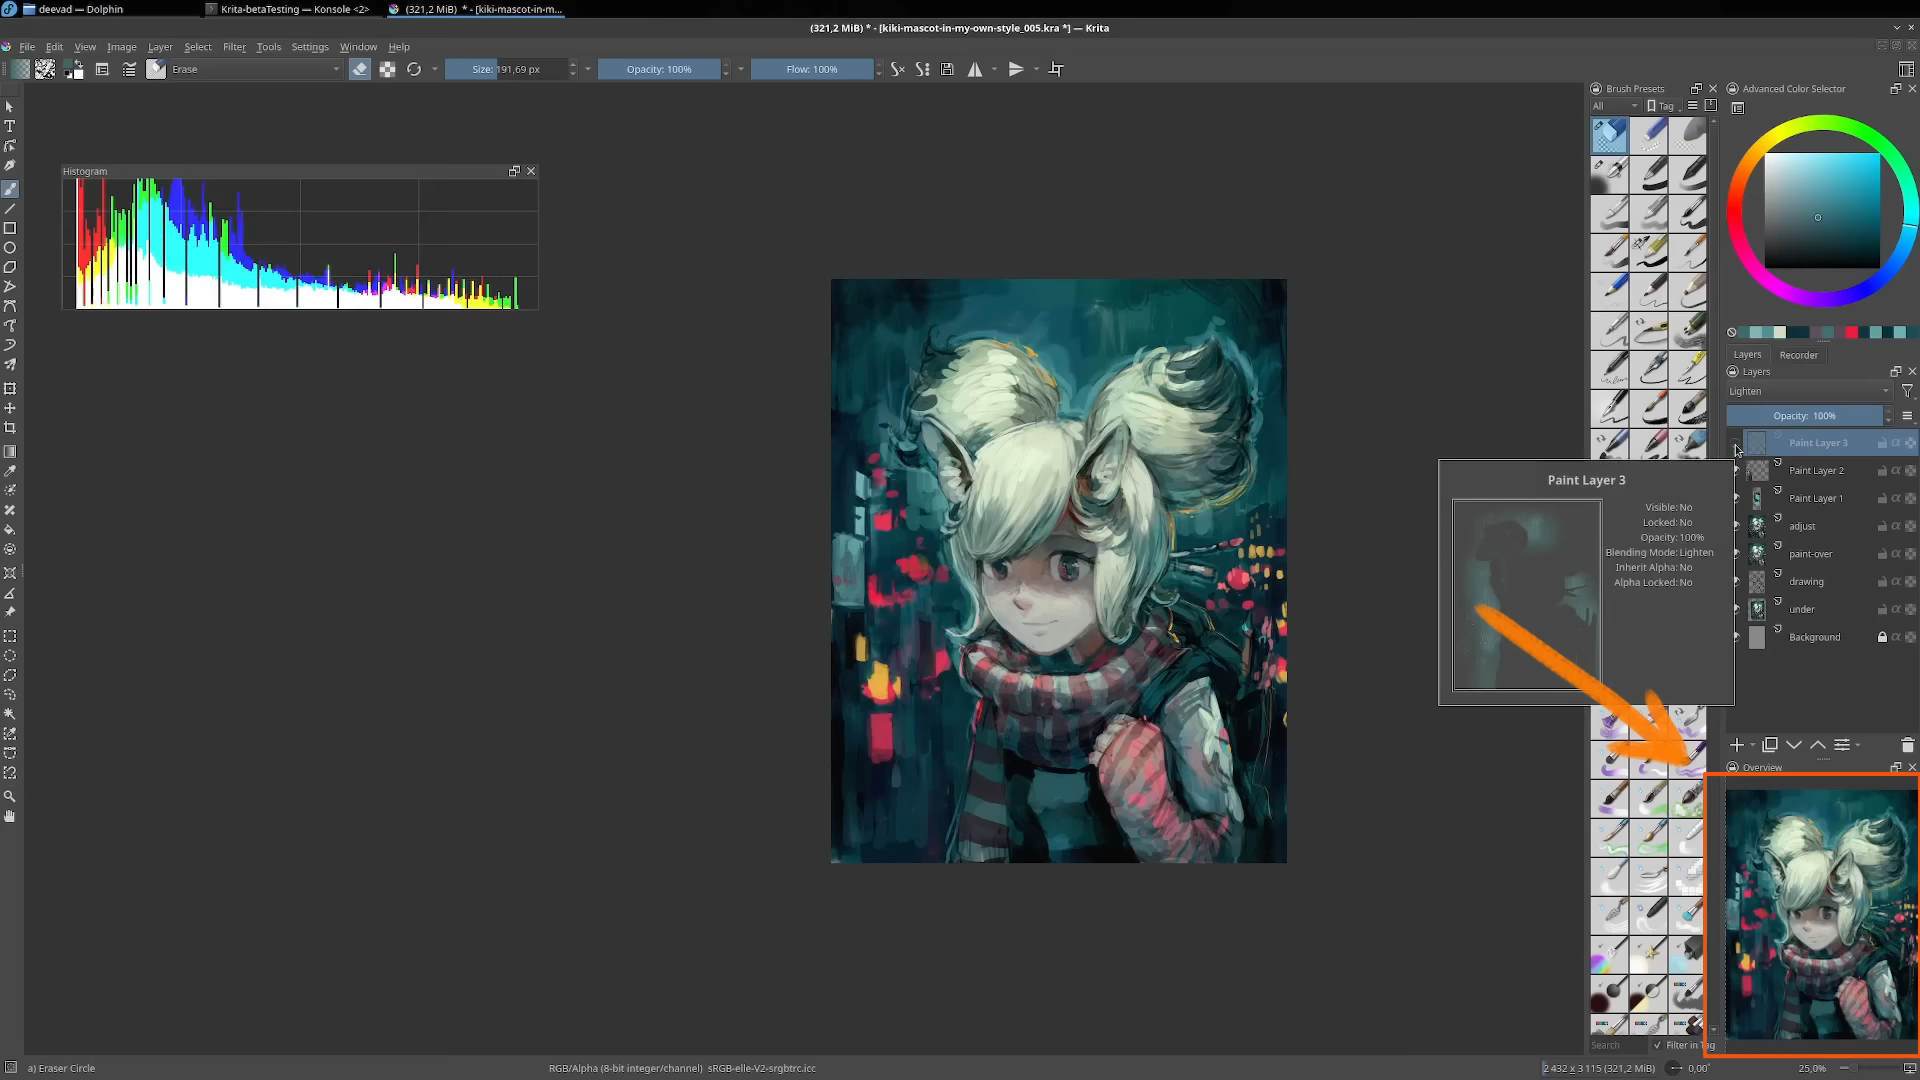 deevad — Dolphin
Krita-betaTesting — Konsole <2>
(321,2 MiB) * - [kiki-mascot-in-m...
(321,2 MiB) * - [kiki-mascot-in-my-own-style_005.kra *] — Krita
File Edit View Image Layer Select Filter Tools Settings Window Help
Erase
Size: 191,69 px
Opacity: 100%
Flow: 100%
Brush Presets
Advanced Color Selector
All
Tag
Histogram
Layers
Recorder
Layers
Lighten
Opacity: 100%
Paint Layer 3
Paint Layer 2
Paint Layer 1
adjust
paint-over
drawing
under
Background
Paint Layer 3
Visible: No
Locked: No
Opacity: 100%
Blending Mode: Lighten
Inherit Alpha: No
Alpha Locked: No
Overview
Search
Filter in Tag
a) Eraser Circle
RGB/Alpha (8-bit integer/channel) sRGB-elle-V2-srgbtrc.icc
2 432 x 3 115 (321,2 MiB)
0,00°
25,0%